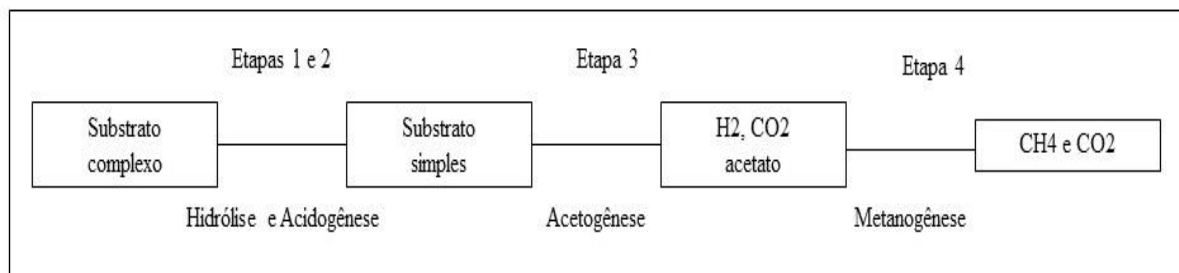 Etapas 1 e 2
Etapa 3
Etapa 4
Substrato
complexo
Substrato
simples
H2, CO2
acetato
CH4 e CO2
Hidrólise e Acidogênese
Acetogênese
Metanogênese